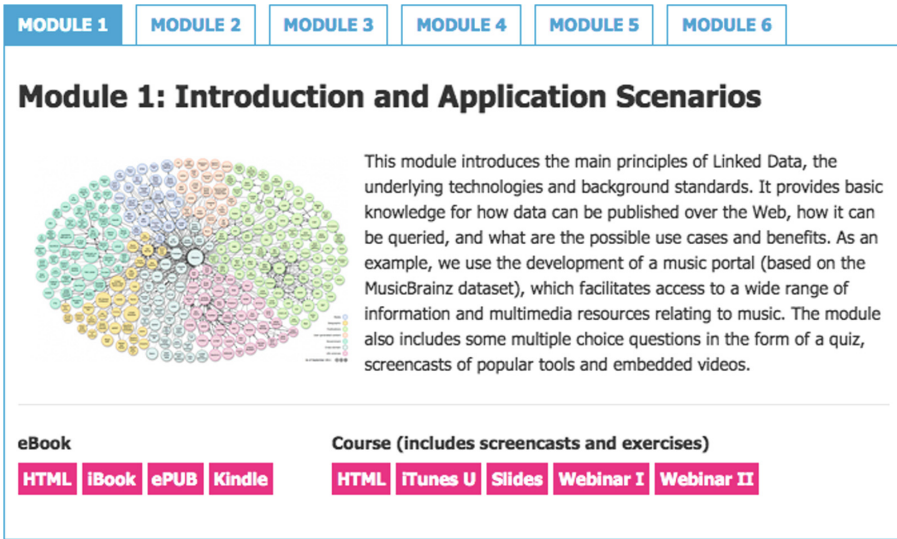 MODULE 1 MODULE 2 MODULE 3 MODULE 4 MODULE 5 MODULE 6
Module 1: Introduction and Application Scenarios
This module introduces the main principles of Linked Data, the
underlying technologies and background standards. It provides basic
knowledge for how data can be published over the Web, how it can
be queried, and what are the possible use cases and benefits. As an
example, we use the development of a music portal (based on the
MusicBrainz dataset), which facilitates access to a wide range of
information and multimedia resources relating to music. The module
also includes some multiple choice questions in the form of a quiz,
screencasts of popular tools and embedded videos.
eBook
HTML iBook ePUB Kindle
Course (includes screencasts and exercises)
HTML iTunes U Slides Webinar I Webinar II